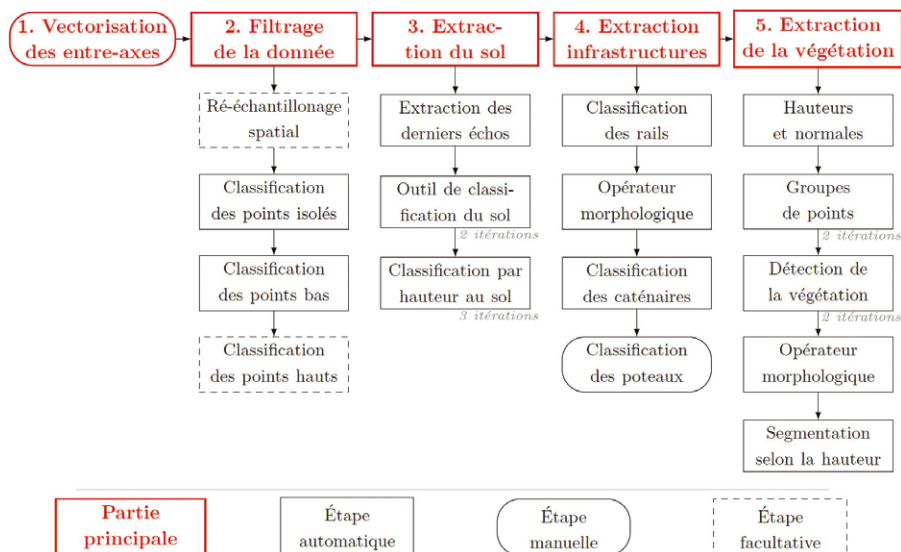 1. Vectorisation
des entre-axes
2. Filtrage
de la donnée
3. Extrac-
tion du sol
4. Extraction
infrastructures
5. Extraction
de la végétation
Ré-échantillonage
spatial
Classification
des points isolés
Classification
des points bas
Classification
des points hauts
Extraction des
derniers échos
Outil de classi-
fication du sol
2 itérations
Classification par
hauteur au sol
3 itérations
Classification
des rails
Opérateur
morphologique
Classification
des caténaires
Classification
des poteaux
Hauteurs
et normales
Groupes
de points
2 itérations
Détection de
la végétation
2 itérations
Opérateur
morphologique
Segmentation
selon la hauteur
Partie
principale
Étape
automatique
Étape
manuelle
Étape
facultative